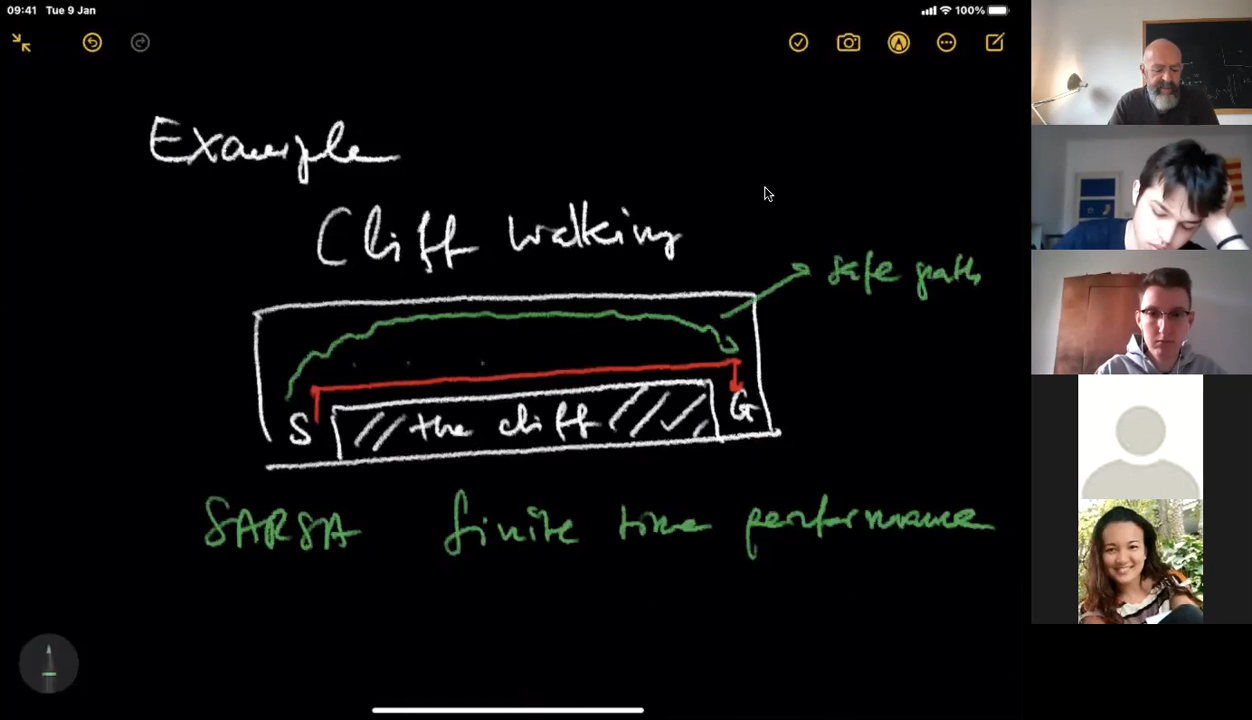 09:41 Tue 9 Jan 100%
Example
Cliff walking
safe path
S the cliff G
SARSA finite time performance